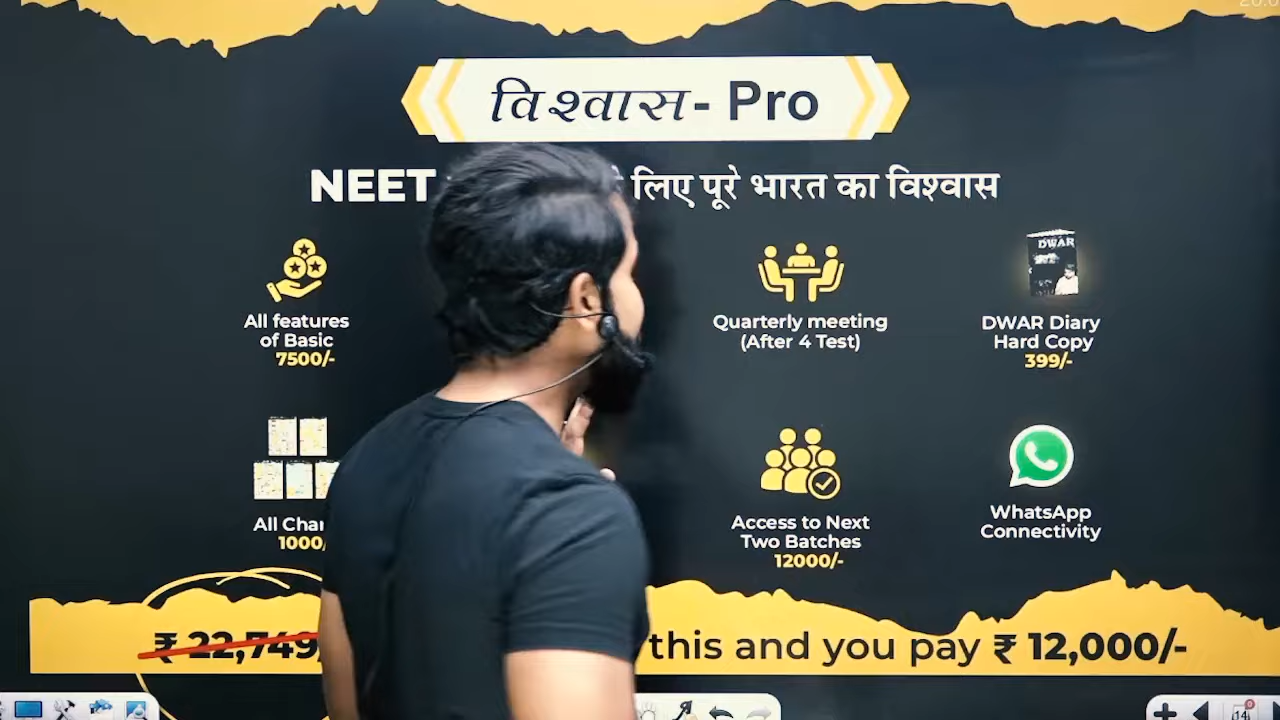 विश्वास- Pro
NEET
लिए पूरे भारत का विश्वास
All features
of Basic
7500/-
Quarterly meeting
(After 4 Test)
DWAR
DWAR Diary
Hard Copy
399/-
All Char
1000/
Access to Next
Two Batches
12000/-
WhatsApp
Connectivity
₹ 22,749/
this and you pay ₹ 12,000/-